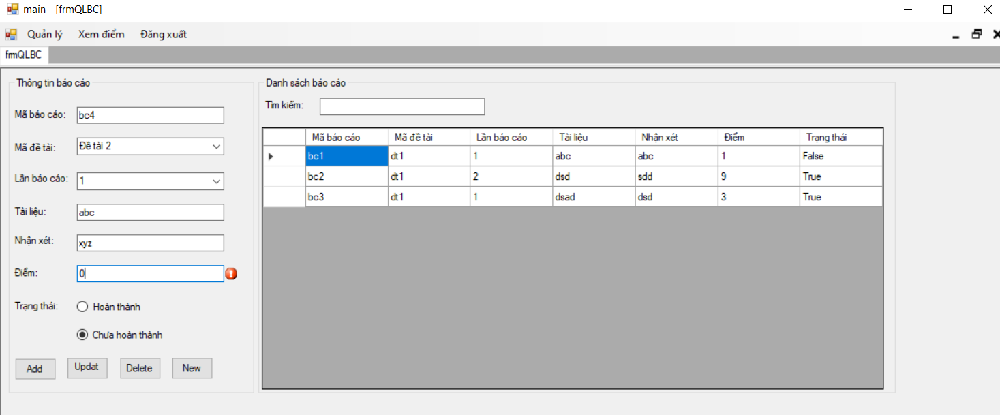 main - [frmQLBC]
Quản lý Xem điểm Đăng xuất
frmQLBC
Thông tin báo cáo
Mã báo cáo: bc4
Mã đề tài: Đề tài 2
Lần báo cáo: 1
Tài liệu: abc
Nhận xét: xyz
Điểm: 0
Trạng thái: Hoàn thành
Chưa hoàn thành
Add Updat Delete New
Danh sách báo cáo
Tìm kiếm:
Mã báo cáo Mã đề tài Lần báo cáo Tài liệu Nhận xét Điểm Trạng thái
bc1 dt1 1 abc abc 1 False
bc2 dt1 2 dsd sdd 9 True
bc3 dt1 1 dsad dsd 3 True